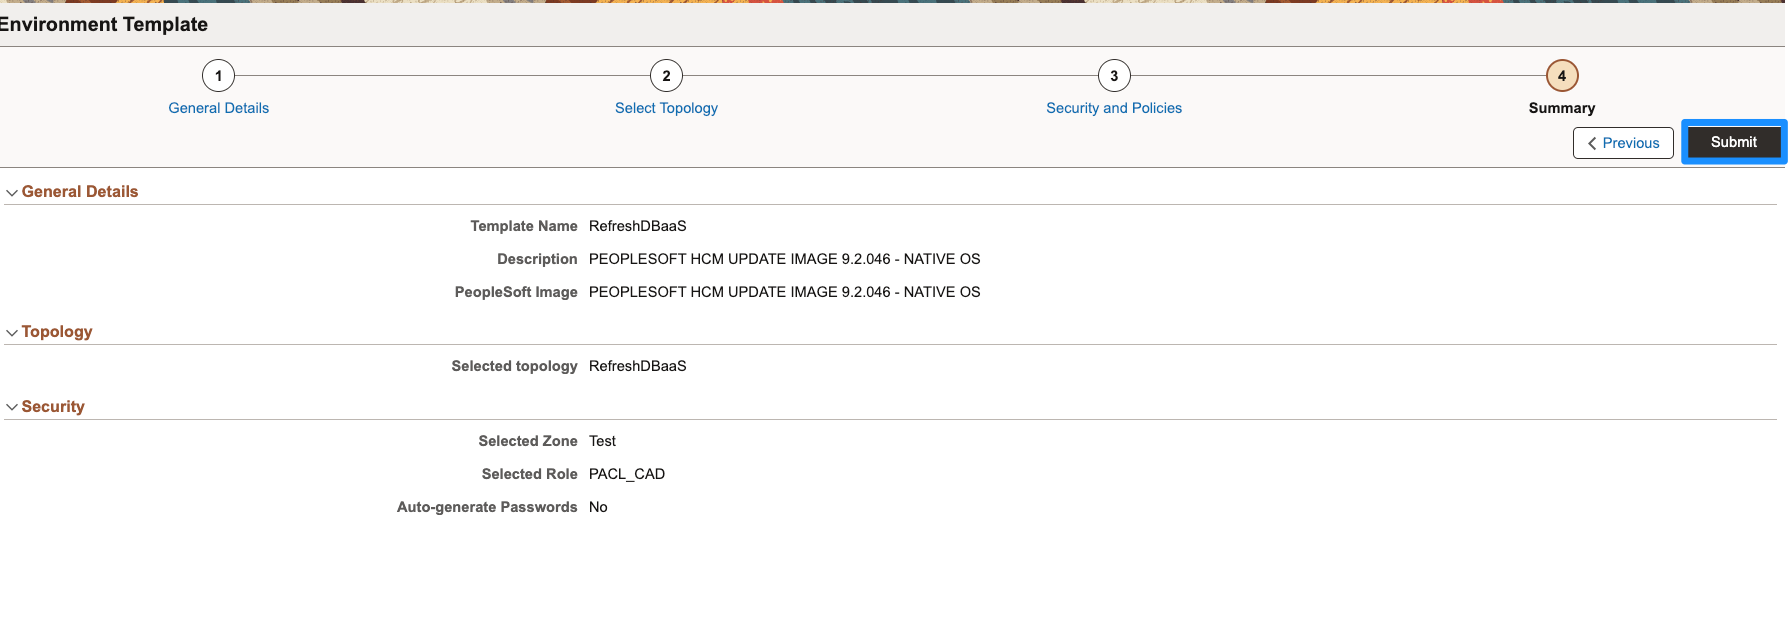 Environment Template
1
2
3
4
General Details
Select Topology
Security and Policies
Summary
Previous
Submit
General Details
Template Name RefreshDBaaS
Description PEOPLESOFT HCM UPDATE IMAGE 9.2.046 - NATIVE OS
PeopleSoft Image PEOPLESOFT HCM UPDATE IMAGE 9.2.046 - NATIVE OS
Topology
Selected topology RefreshDBaaS
Security
Selected Zone Test
Selected Role PACL_CAD
Auto-generate Passwords No